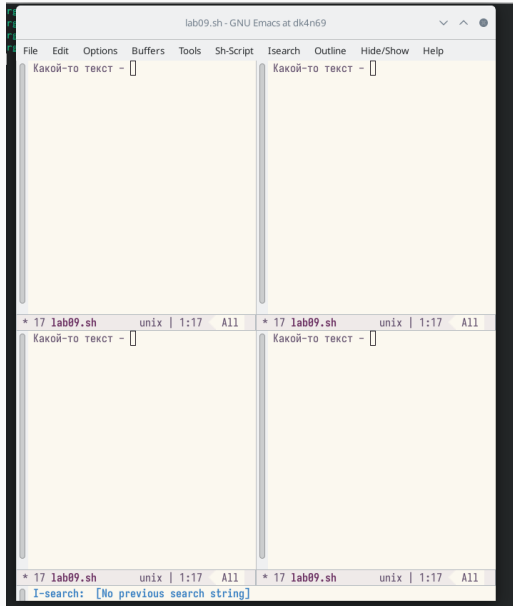 lab09.sh - GNU Emacs at dk4n69
File Edit Options Buffers Tools Sh-Script Isearch Outline Hide/Show Help
Какой-то текст - 
Какой-то текст - 
* 17 lab09.sh unix | 1:17 All
* 17 lab09.sh unix | 1:17 All
Какой-то текст - 
Какой-то текст - 
* 17 lab09.sh unix | 1:17 All
* 17 lab09.sh unix | 1:17 All
I-search: [No previous search string]